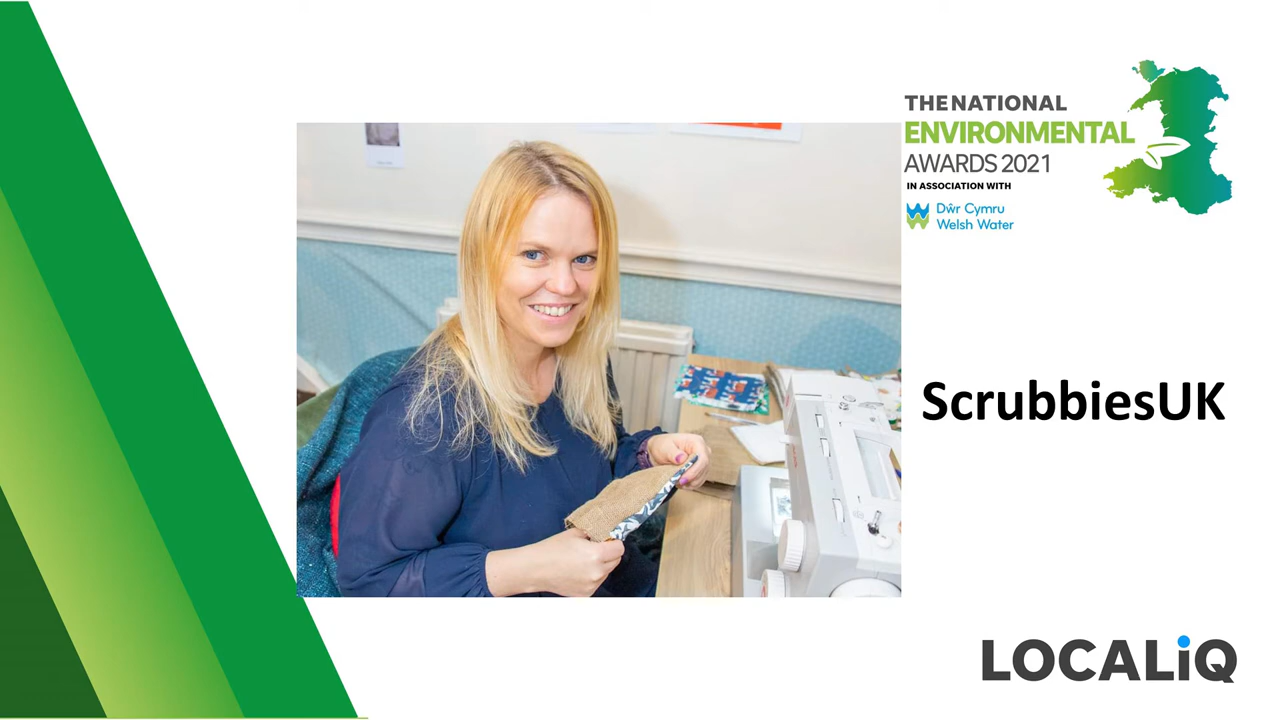 THE NATIONAL
ENVIRONMENTAL
AWARDS 2021
IN ASSOCIATION WITH
Dŵr Cymru
Welsh Water
ScrubbiesUK
LOCALiQ